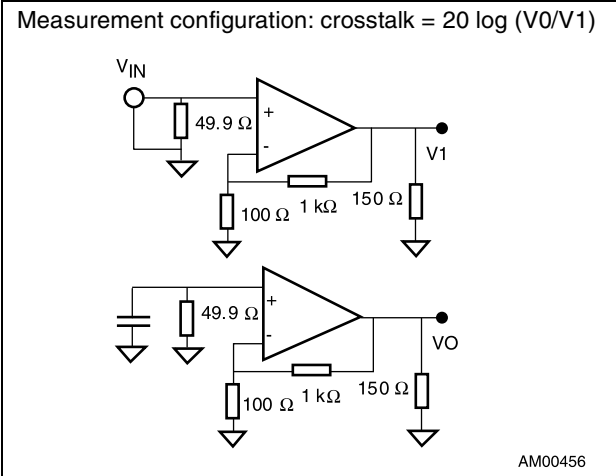 Measurement configuration: crosstalk = 20 log (V0/V1)
VIN
49.9 Ω
+
-
V1
100 Ω
1 kΩ
150 Ω
49.9 Ω
+
-
VO
100 Ω
1 kΩ
150 Ω
AM00456